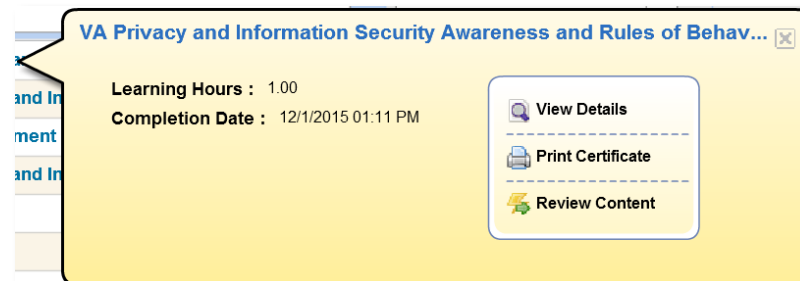 VA Privacy and Information Security Awareness and Rules of Behav...
Learning Hours : 1.00
Completion Date : 12/1/2015 01:11 PM
View Details
Print Certificate
Review Content
and In
ment
and In